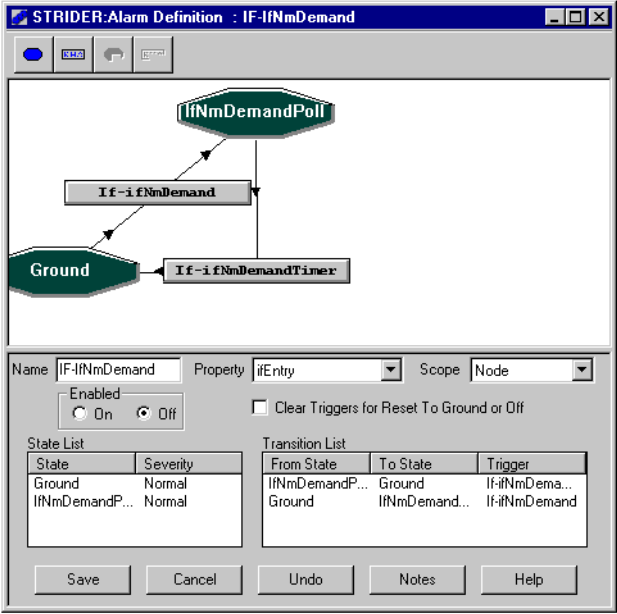 STRIDER:Alarm Definition : IF-IfNmDemand
IfNmDemandPoll
If-ifNmDemand
Ground
If-ifNmDemandTimer
Name IF-IfNmDemand Property ifEntry Scope Node
Enabled
On Off Clear Triggers for Reset To Ground or Off
State List Transition List
State Severity From State To State Trigger
Ground Normal IfNmDemandP... Ground If-ifNmDema...
IfNmDemandP... Normal Ground IfNmDemand... If-ifNmDemand
Save Cancel Undo Notes Help